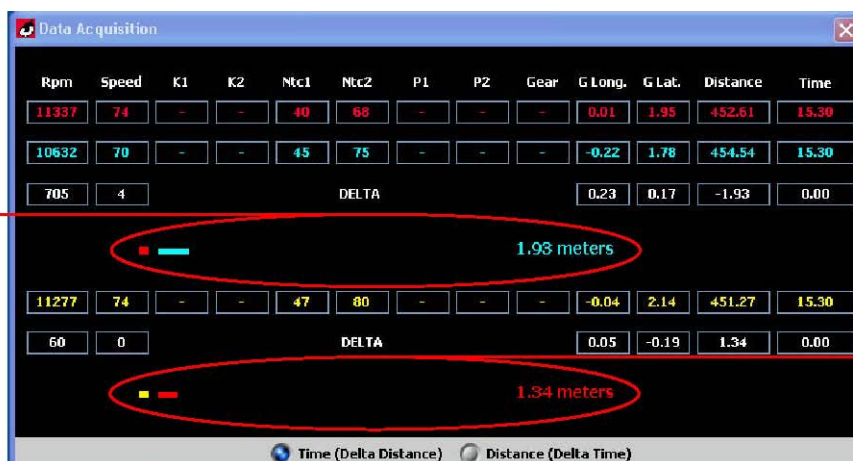 Data Acquisition
Rpm Speed K1 K2 Ntc1 Ntc2 P1 P2 Gear G Long. G Lat. Distance Time
11337 74 - - 40 68 - - - 0.01 1.95 452.61 15.30
10632 70 - - 45 75 - - - -0.22 1.78 454.54 15.30
705 4 DELTA 0.23 0.17 -1.93 0.00
1.93 meters
11277 74 - - 47 80 - - - -0.04 2.14 451.27 15.30
60 0 DELTA 0.05 -0.19 1.34 0.00
1.34 meters
Time (Delta Distance) Distance (Delta Time)